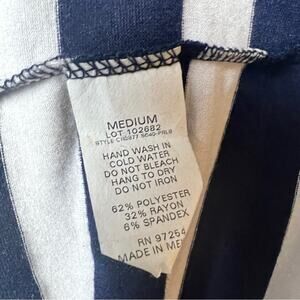 MEDIUM
LOT 102682
STYLE
HAND WASH IN
COLD WATER
DO NOT BLEACH
HANG TO DRY
DO NOT IRON
62% POLYESTER
32% RAYON
6% SPANDEX
RN 97254
MADE IN ME